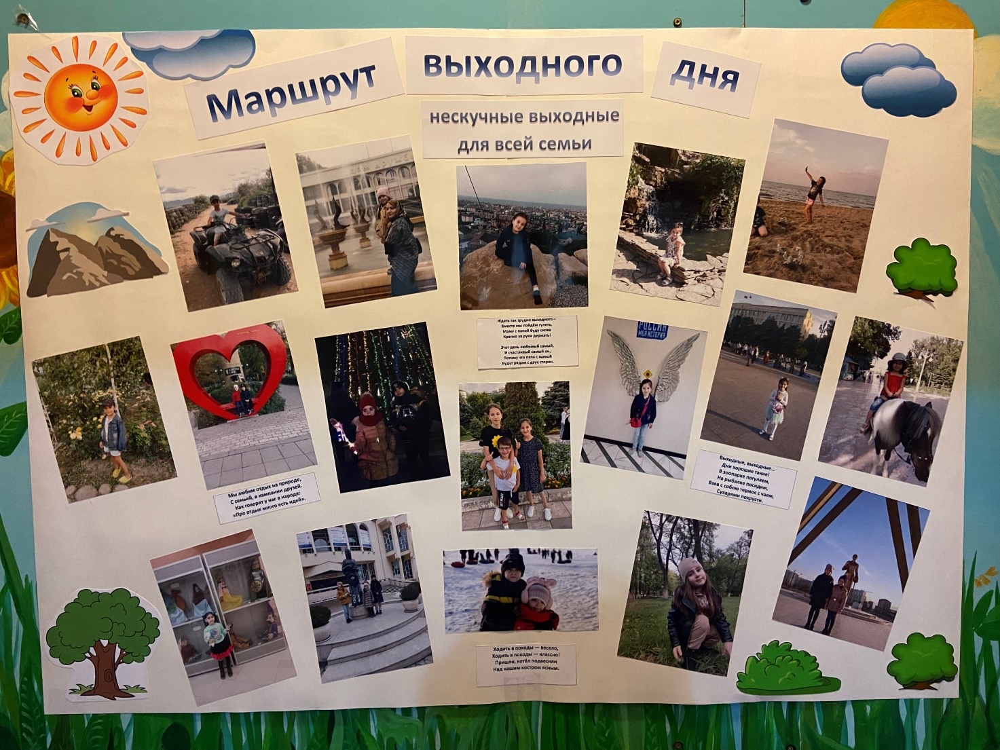 Маршрут выходного дня
нескучные выходные
для всей семьи
Ждать так трудно выходного –
Вместе мы пойдём гулять,
Маму с папой буду снова
Крепко за руки держать!
Этот день любимый самый,
И счастливый самый он,
Потому что папа с мамой
Будут рядом с двух сторон.
РОССИЯ
МОЯ ИСТОРИЯ
Мы любим отдых на природе,
С семьей, в кампании друзей.
Как говорят у нас в народе:
«Про отдых много есть идей».
Выходные, выходные...
Дни хорошие такие!
В зоопарке погуляем,
На рыбалке посидим,
Взяв с собою термос с чаем,
Сухарями похрусти.
Ходить в походы — весело,
Ходить в походы — классно!
Пришли, котёл подвесили
Над нашим костром ясным.